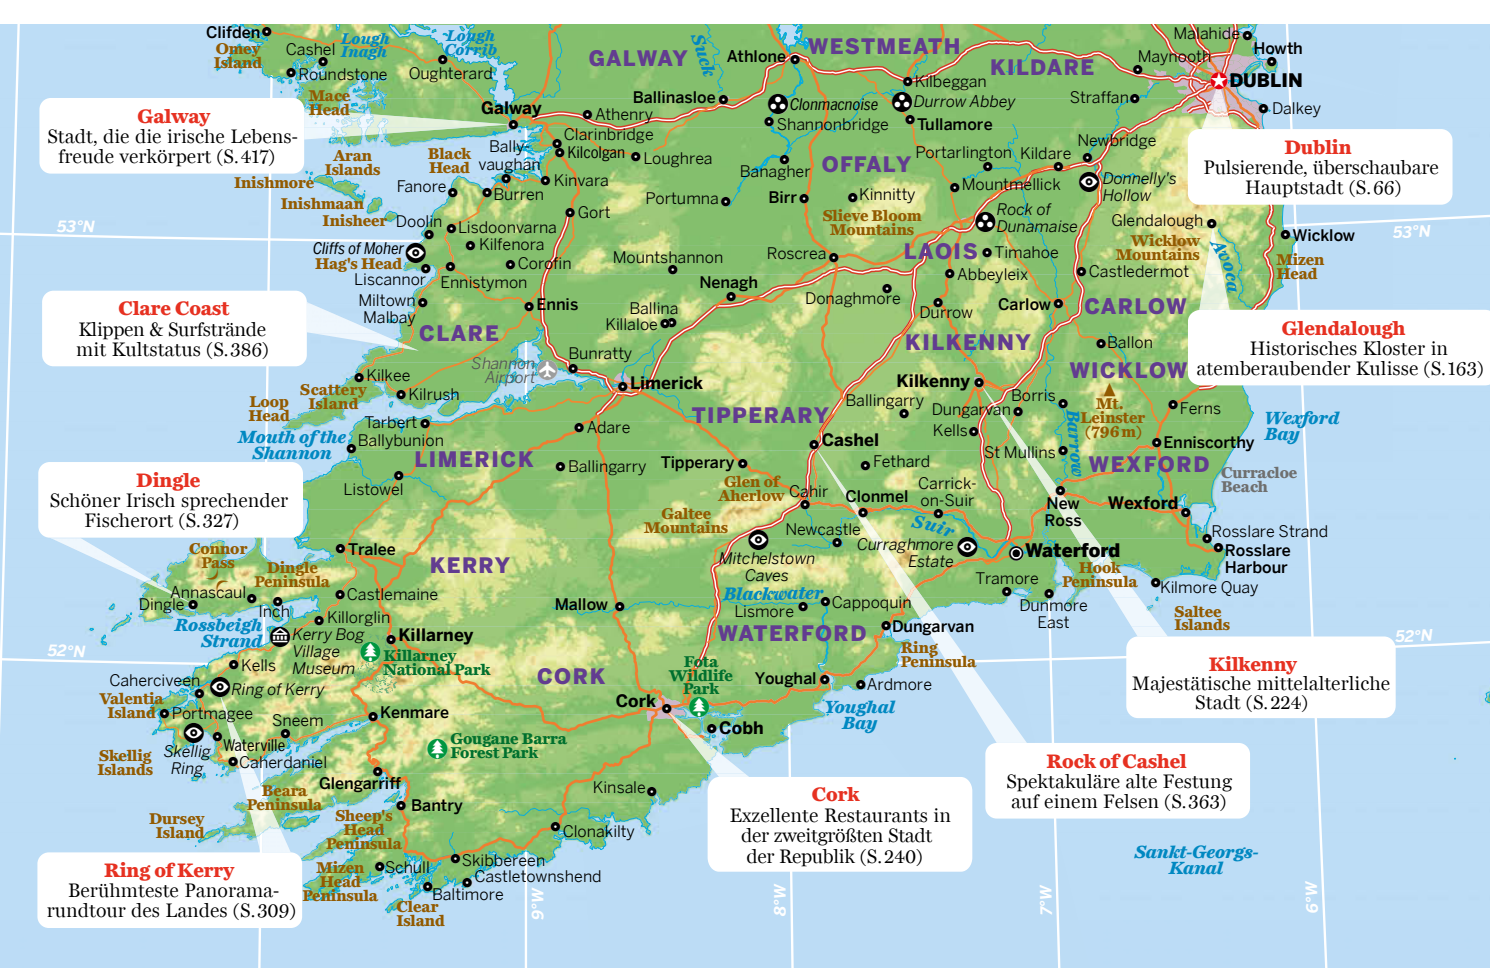 Clifden
Omey
Island
Cashel
Lough
Inagh
Roundstone
Mace
Head
Lough
Corrib
Oughterard
GALWAY
Suck
Athlone
WESTMEATH
Kilbeggan
KILDARE
Maynooth
Malahide
Howth
DUBLIN
Straffan
Dalkey
Galway
Stadt, die die irische Lebens-
freude verkörpert (S. 417)
Galway
Athenry
Ballinasloe
Clonmacnoise
Durrow Abbey
Shannonbridge
Tullamore
Clarinbridge
Kilcolgan
Loughrea
Bally-
vaughan
Black
Head
Aran
Islands
Inishmore
Inishmaan
Inisheer
Fanore
Burren
Kinvara
Gort
Portumna
Banagher
OFFALY
Birr
Kinnitty
Slieve Bloom
Mountains
Portarlington
Kildare
Newbridge
Mountmellick
Donnelly's
Hollow
Rock of
Dunamaise
Dublin
Pulsierende, überschaubare
Hauptstadt (S. 66)
Glendalough
Wicklow
Mountains
Avoca
Wicklow
Mizen
Head
53°N
53°N
Doolin
Lisdoonvarna
Kilfenora
Cliffs of Moher
Hag's Head
Liscannor
Corofin
Ennistymon
Mountshannon
Roscrea
LAOIS
Timahoe
Abbeyleix
Castledermot
Nenagh
Donaghmore
Durrow
Carlow
CARLOW
Clare Coast
Klippen & Surfstrände
mit Kultstatus (S. 386)
Miltown
Malbay
Ennis
CLARE
Ballina
Killaloe
KILKENNY
Ballon
Glendalough
Historisches Kloster in
atemberaubender Kulisse (S. 163)
WICKLOW
Shannon
Airport
Bunratty
Limerick
Kilkee
Kilrush
Scattery
Island
Loop
Head
Mouth of the
Shannon
Tarbert
Ballybunion
Adare
TIPPERARY
Kilkenny
Ballingarry
Dungarvan
Borris
Mt.
Leinster
(796 m)
Ferns
Wexford
Bay
Kells
Barrow
Enniscorthy
St Mullins
WEXFORD
Curracloe
Beach
LIMERICK
Ballingarry
Tipperary
Cashel
Fethard
Listowel
Glen of
Aherlow
Cahir
Clonmel
Carrick-
on-Suir
New
Ross
Wexford
Galtee
Mountains
Newcastle
Suir
Rosslare Strand
Rosslare
Harbour
Dingle
Schöner Irisch sprechender
Fischerort (S. 327)
Connor
Pass
Dingle
Peninsula
Tralee
KERRY
Mitchelstown
Caves
Curraghmore
Estate
Waterford
Hook
Peninsula
Kilmore Quay
Tramore
Dunmore
East
Saltee
Islands
Annascaul
Dingle
Inch
Castlemaine
Blackwater
Lismore
Cappoquin
Mallow
Rossbeigh
Strand
Killorglin
Kerry Bog
Village
Museum
Killarney
Killarney
National Park
WATERFORD
Dungarvan
Ring
Peninsula
52°N
52°N
Kells
Caherciveen
Ring of Kerry
Valentia
Island
Portmagee
Sneem
Kenmare
CORK
Fota
Wildlife
Park
Youghal
Ardmore
Cork
Youghal
Bay
Cobh
Kilkenny
Majestätische mittelalterliche
Stadt (S. 224)
Skellig
Islands
Skellig
Ring
Waterville
Caherdaniel
Gougane Barra
Forest Park
Glengarriff
Beara
Peninsula
Rock of Cashel
Spektakuläre alte Festung
auf einem Felsen (S. 363)
Cork
Exzellente Restaurants in
der zweitgrößten Stadt
der Republik (S. 240)
Kinsale
Dursey
Island
Bantry
Sheep's
Head
Peninsula
Clonakilty
Ring of Kerry
Berühmteste Panorama-
rundtour des Landes (S. 309)
Mizen
Head
Peninsula
Schull
Skibbereen
Castletownshend
Baltimore
Clear
Island
Sankt-Georgs-
Kanal
9°W
8°W
7°W
6°W